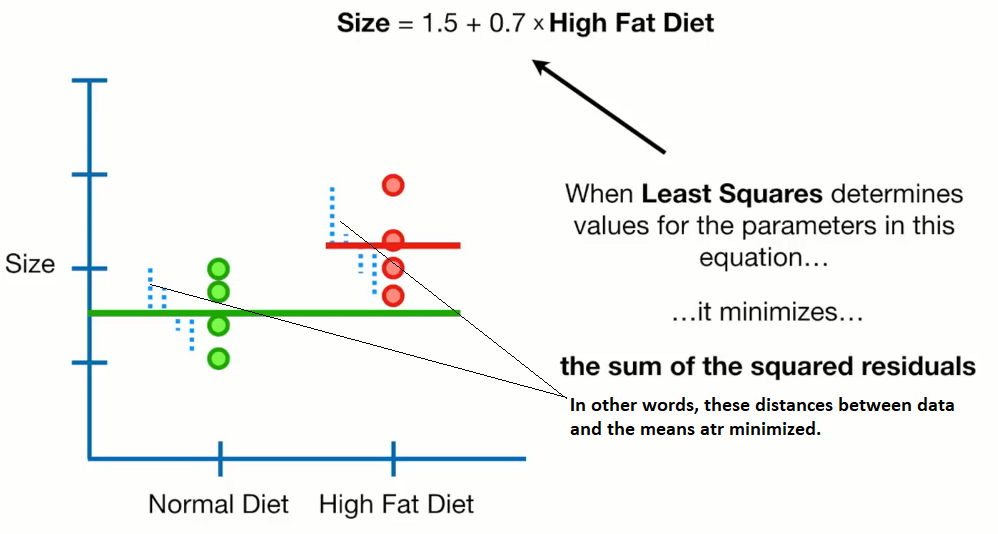 Size = 1.5 + 0.7 x High Fat Diet
When Least Squares determines
values for the parameters in this
equation…
…it minimizes…
the sum of the squared residuals
In other words, these distances between data
and the means atr minimized.
Size
Normal Diet
High Fat Diet